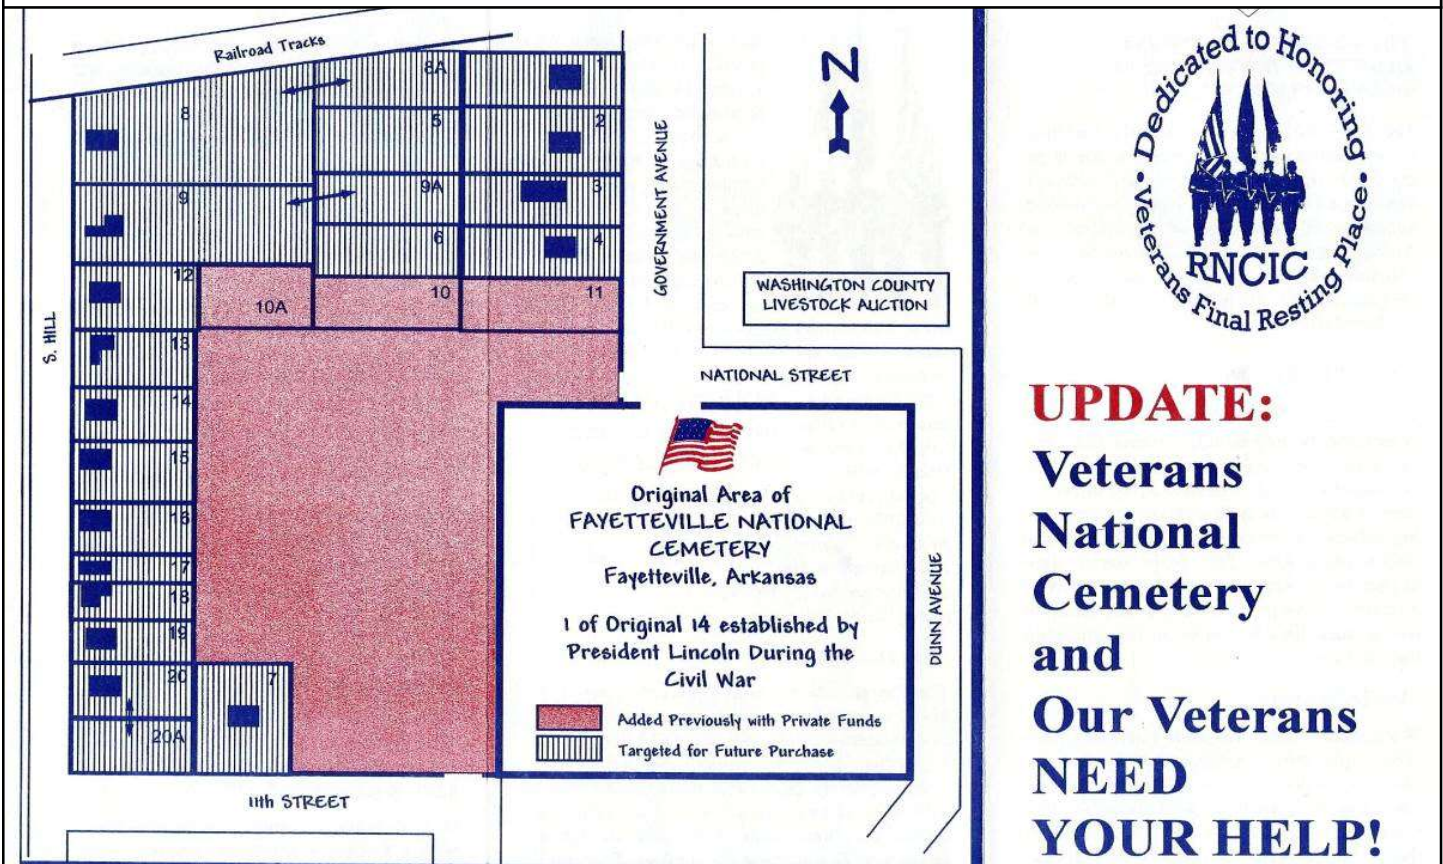 Railroad Tracks
8A
1
8
5
2
GOVERNMENT AVENUE
N
9
9A
3
6
4
12
10A
10
11
WASHINGTON COUNTY
LIVESTOCK AUCTION
S. HILL
13
NATIONAL STREET
14
15
16
17
18
19
20
7
20A
Original Area of
FAYETTEVILLE NATIONAL
CEMETERY
Fayetteville, Arkansas
1 of Original 14 established by
President Lincoln During the
Civil War
Added Previously with Private Funds
Targeted for Future Purchase
DUNN AVENUE
11th STREET
• Dedicated to Honoring •
Veterans Final Resting Place
RNCIC
UPDATE:
Veterans
National
Cemetery
and
Our Veterans
NEED
YOUR HELP!